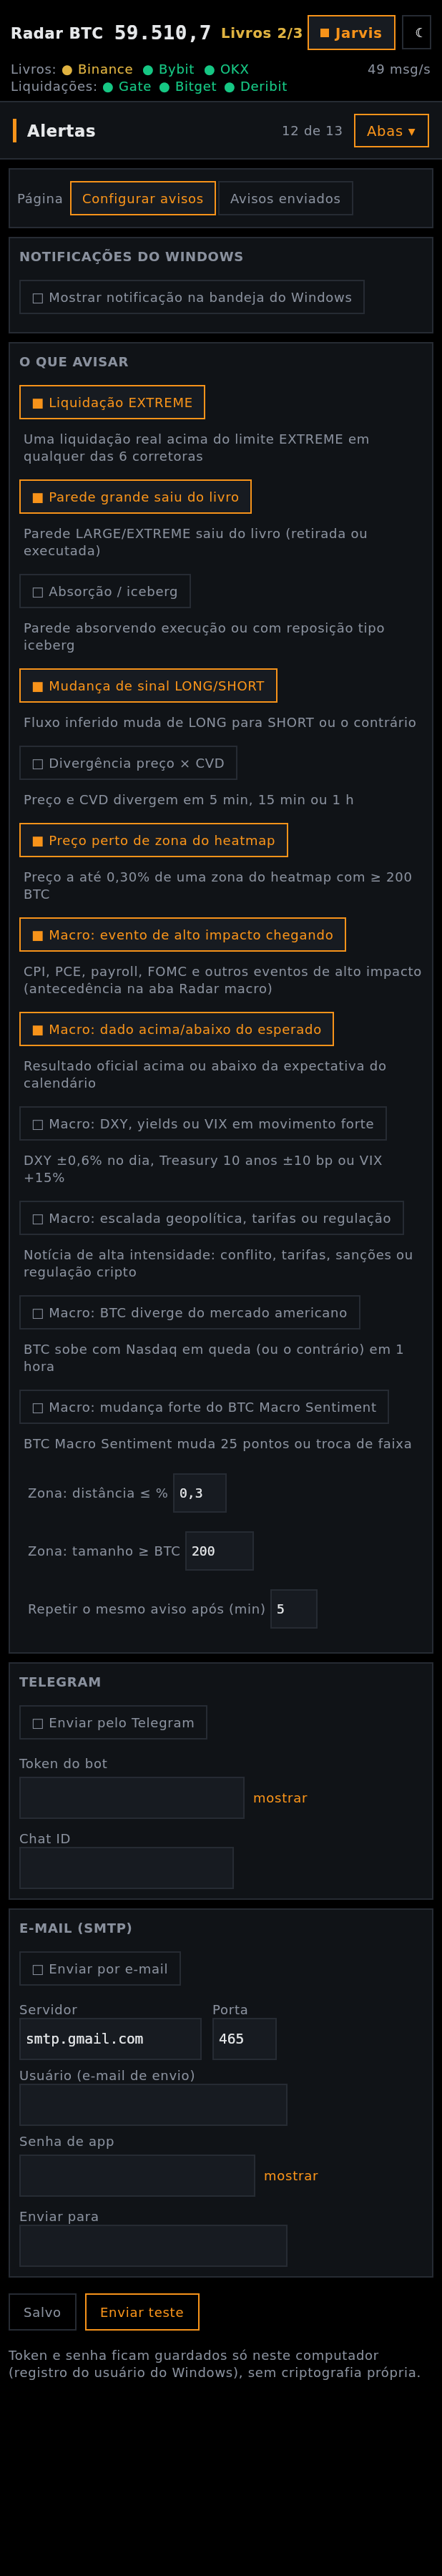 Radar BTC 59.510,7 Livros 2/3 Jarvis
Livros: Binance Bybit OKX 49 msg/s
Liquidações: Gate Bitget Deribit
Alertas 12 de 13 Abas ▾
Página Configurar avisos Avisos enviados
NOTIFICAÇÕES DO WINDOWS
Mostrar notificação na bandeja do Windows
O QUE AVISAR
Liquidação EXTREME
Uma liquidação real acima do limite EXTREME em
qualquer das 6 corretoras
Parede grande saiu do livro
Parede LARGE/EXTREME saiu do livro (retirada ou
executada)
Absorção / iceberg
Parede absorvendo execução ou com reposição tipo
iceberg
Mudança de sinal LONG/SHORT
Fluxo inferido muda de LONG para SHORT ou o contrário
Divergência preço × CVD
Preço e CVD divergem em 5 min, 15 min ou 1 h
Preço perto de zona do heatmap
Preço a até 0,30% de uma zona do heatmap com ≥ 200
BTC
Macro: evento de alto impacto chegando
CPI, PCE, payroll, FOMC e outros eventos de alto impacto
(antecedência na aba Radar macro)
Macro: dado acima/abaixo do esperado
Resultado oficial acima ou abaixo da expectativa do
calendário
Macro: DXY, yields ou VIX em movimento forte
DXY ±0,6% no dia, Treasury 10 anos ±10 bp ou VIX
+15%
Macro: escalada geopolítica, tarifas ou regulação
Notícia de alta intensidade: conflito, tarifas, sanções ou
regulação cripto
Macro: BTC diverge do mercado americano
BTC sobe com Nasdaq em queda (ou o contrário) em 1
hora
Macro: mudança forte do BTC Macro Sentiment
BTC Macro Sentiment muda 25 pontos ou troca de faixa
Zona: distância ≤ % 0,3
Zona: tamanho ≥ BTC 200
Repetir o mesmo aviso após (min) 5
TELEGRAM
Enviar pelo Telegram
Token do bot
mostrar
Chat ID
E-MAIL (SMTP)
Enviar por e-mail
Servidor Porta
smtp.gmail.com 465
Usuário (e-mail de envio)
Senha de app
mostrar
Enviar para
Salvo Enviar teste
Token e senha ficam guardados só neste computador
(registro do usuário do Windows), sem criptografia própria.